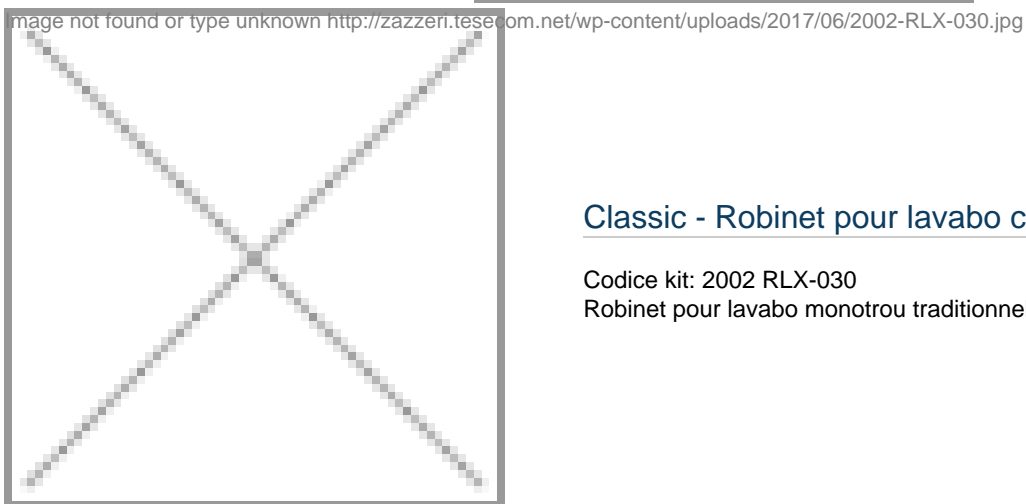 Image not found or type unknown http://zazzeri.tesecom.net/wp-content/uploads/2017/06/2002-RLX-030.jpg
Classic - Robinet pour lavabo c
Codice kit: 2002 RLX-030
Robinet pour lavabo monotrou traditionne